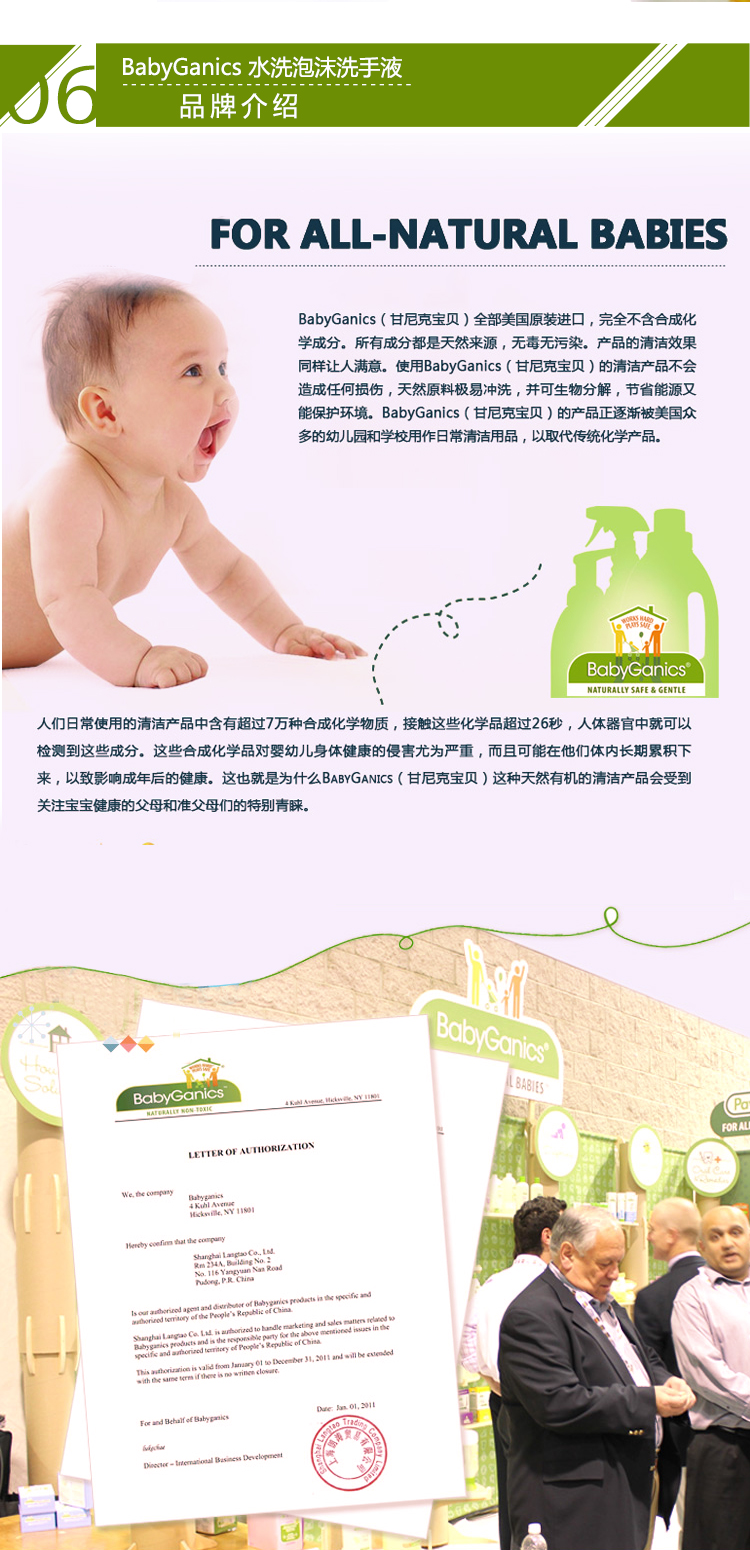 06
BabyGanics 水洗泡沫洗手液
品牌介绍
FOR ALL-NATURAL BABIES
BabyGanics（甘尼克宝贝）全部美国原装进口，完全不含合成化
学成分。所有成分都是天然来源，无毒无污染。产品的清洁效果
同样让人满意。使用BabyGanics（甘尼克宝贝）的清洁产品不会
造成任何损伤，天然原料极易冲洗，并可生物分解，节省能源又
能保护环境。BabyGanics（甘尼克宝贝）的产品正逐渐被美国众
多的幼儿园和学校用作日常清洁用品，以取代传统化学产品。
WORKS HARD
PLAYS SAFE
BabyGanics®
NATURALLY SAFE & GENTLE
人们日常使用的清洁产品中含有超过7万种合成化学物质，接触这些化学品超过26秒，人体器官中就可以
检测到这些成分。这些合成化学品对婴幼儿身体健康的侵害尤为严重，而且可能在他们体内长期累积下
来，以致影响成年后的健康。这也就是为什么BABYGANICS（甘尼克宝贝）这种天然有机的清洁产品会受到
关注宝宝健康的父母和准父母们的特别青睐。
BabyGanics®
L BABIES
FOR ALL
WORKS HARD
PLAYS SAFE
BabyGanics™
NATURALLY NON-TOXIC
4 Kuhl Avenue, Hicksville, NY 11801
LETTER OF AUTHORIZATION
We, the company
Babyganics
4 Kuhl Avenue
Hicksville, NY 11801
Hereby confirm that the company
Shanghai Langtao Co., Ltd.
Rm 234A, Building No. 2
No. 116 Yangyuan Nan Road
Pudong, P.R. China
Is our authorized agent and distributor of Babyganics products in the specific and
authorized territory of the People's Republic of China.
Shanghai Langtao Co. Ltd. is authorized to handle marketing and sales matters related to
Babyganics products and is the responsible party for the above mentioned issues in the
specific and authorized territory of People's Republic of China.
This authorization is valid from January 01 to December 31, 2011 and will be extended
with the same term if there is no written closure.
For and Behalf of Babyganics
Date: Jan. 01, 2011
Director – International Business Development
Shanghai Langtao Trading Company Limited